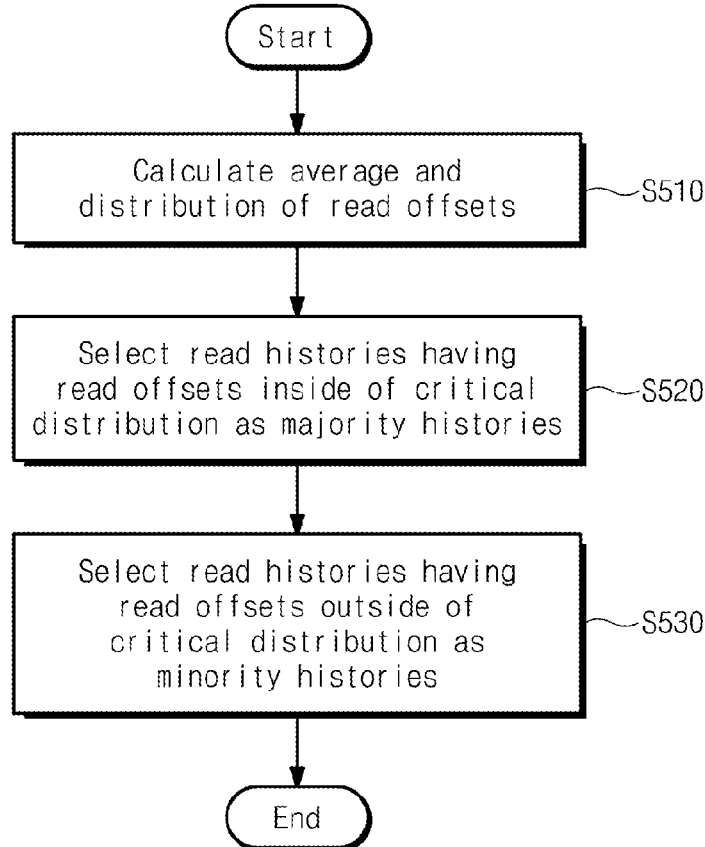 Start
Calculate average and
distribution of read offsets
S510
Select read histories having
read offsets inside of critical
distribution as majority histories
S520
Select read histories having
read offsets outside of
critical distribution as
minority histories
S530
End